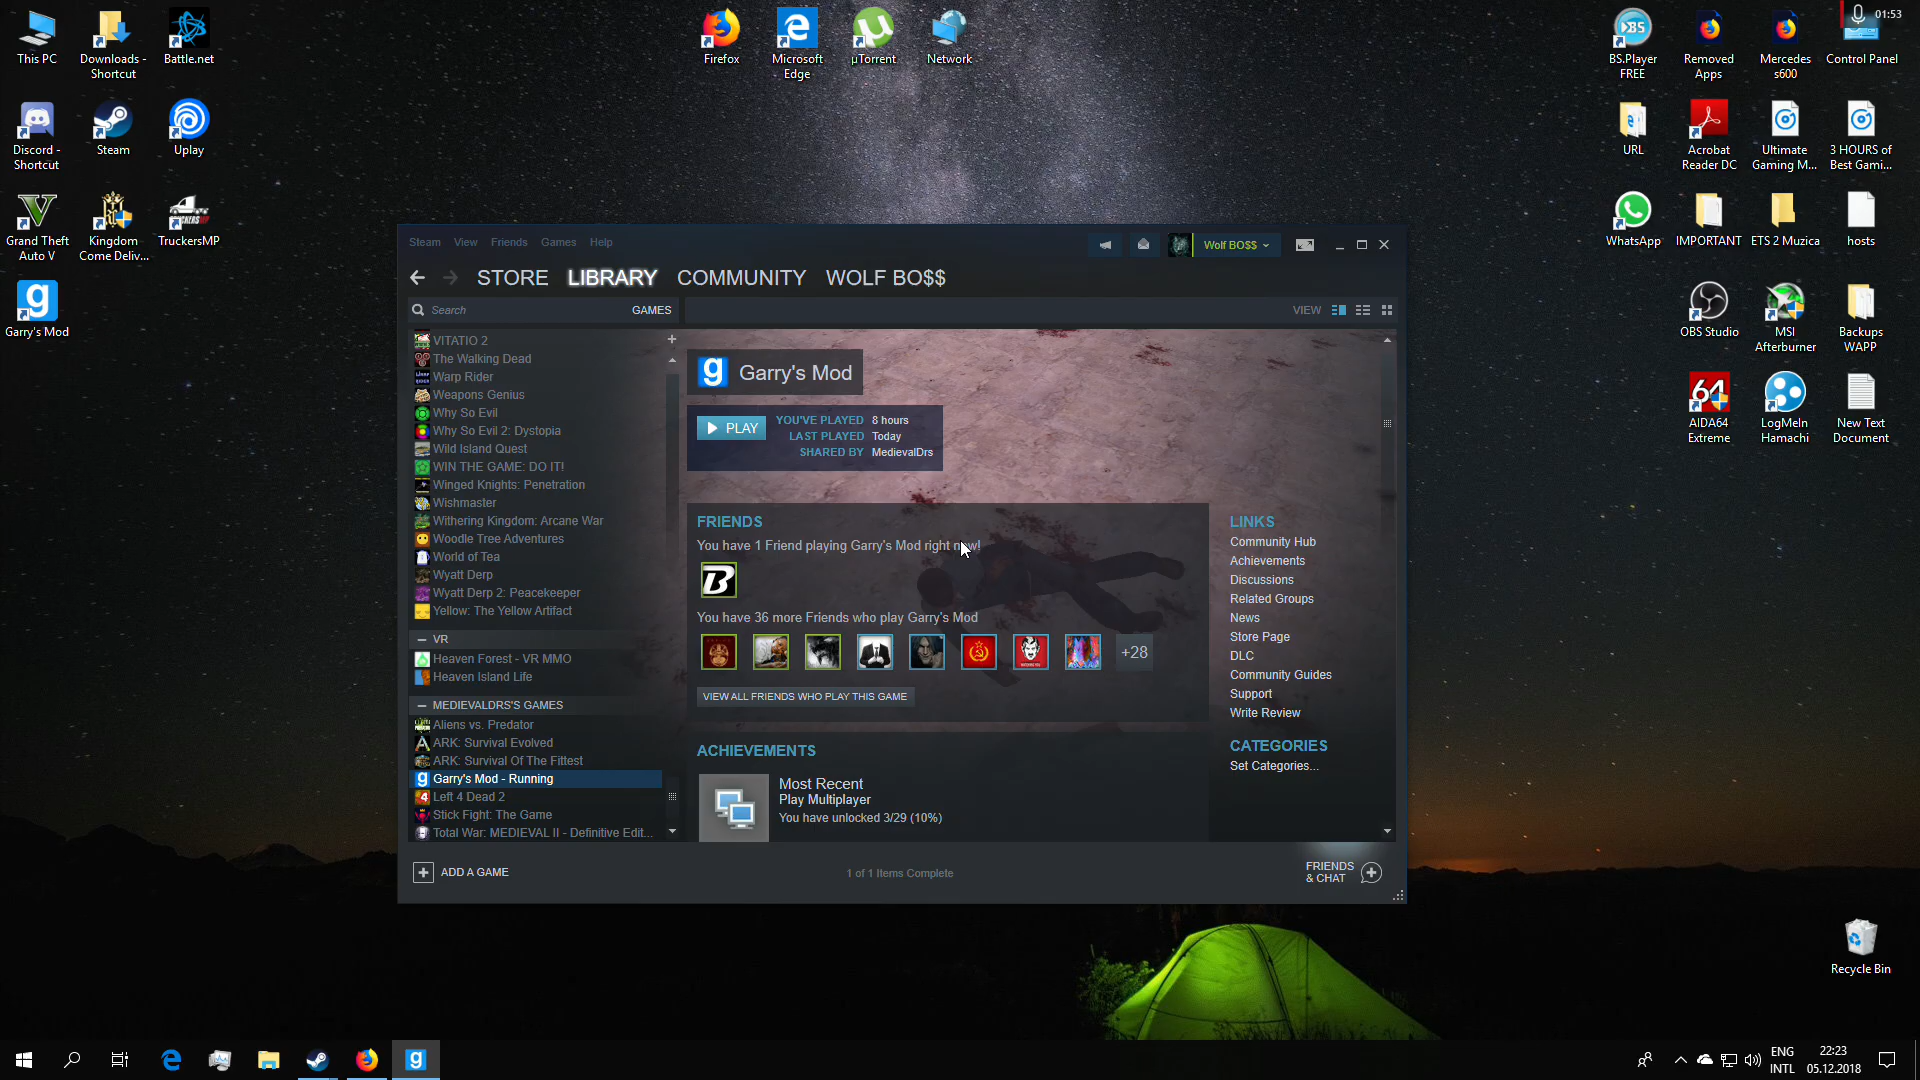 This PC
Downloads -
Shortcut
Battle.net
Firefox
Microsoft
Edge
µTorrent
Network
BS.Player
FREE
Removed
Apps
Mercedes
s600
01:53
Control Panel
Discord -
Shortcut
Steam
Uplay
URL
Acrobat
Reader DC
Ultimate
Gaming M...
3 HOURS of
Best Gami...
Grand Theft
Auto V
Kingdom
Come Deliv...
TruckersMP
WhatsApp
IMPORTANT
ETS 2 Muzica
hosts
Garry's Mod
OBS Studio
MSI
Afterburner
Backups
WAPP
64
AIDA64
Extreme
LogMeIn
Hamachi
New Text
Document
Steam View Friends Games Help
Wolf BO$$
STORE LIBRARY COMMUNITY WOLF BO$$
Search GAMES
VIEW
VITATIO 2
The Walking Dead
Warp Rider
Weapons Genius
Why So Evil
Why So Evil 2: Dystopia
Wild Island Quest
WIN THE GAME: DO IT!
Winged Knights: Penetration
Wishmaster
Withering Kingdom: Arcane War
Woodle Tree Adventures
World of Tea
Wyatt Derp
Wyatt Derp 2: Peacekeeper
Yellow: The Yellow Artifact
VR
Heaven Forest - VR MMO
Heaven Island Life
MEDIEVALDRS'S GAMES
Aliens vs. Predator
ARK: Survival Evolved
ARK: Survival Of The Fittest
Garry's Mod - Running
Left 4 Dead 2
Stick Fight: The Game
Total War: MEDIEVAL II - Definitive Edit...
g Garry's Mod
PLAY
YOU'VE PLAYED 8 hours
LAST PLAYED Today
SHARED BY MedievalDrs
FRIENDS
You have 1 Friend playing Garry's Mod right now!
B
You have 36 more Friends who play Garry's Mod
+28
VIEW ALL FRIENDS WHO PLAY THIS GAME
ACHIEVEMENTS
Most Recent
Play Multiplayer
You have unlocked 3/29 (10%)
LINKS
Community Hub
Achievements
Discussions
Related Groups
News
Store Page
DLC
Community Guides
Support
Write Review
CATEGORIES
Set Categories...
ADD A GAME
1 of 1 Items Complete
FRIENDS
& CHAT
Recycle Bin
ENG
INTL
22:23
05.12.2018